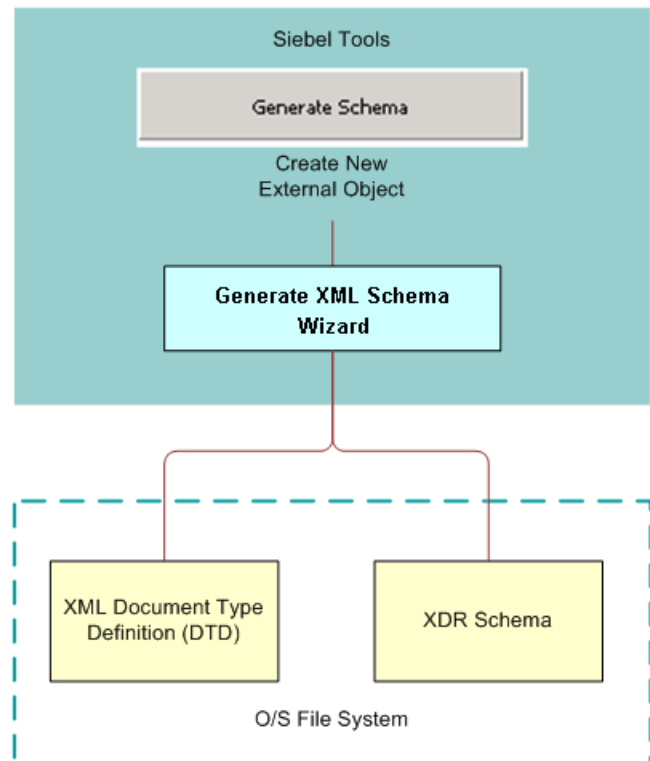 Siebel Tools
Generate Schema
Create New
External Object
Generate XML Schema
Wizard
XML Document Type
Definition (DTD)
XDR Schema
O/S File System